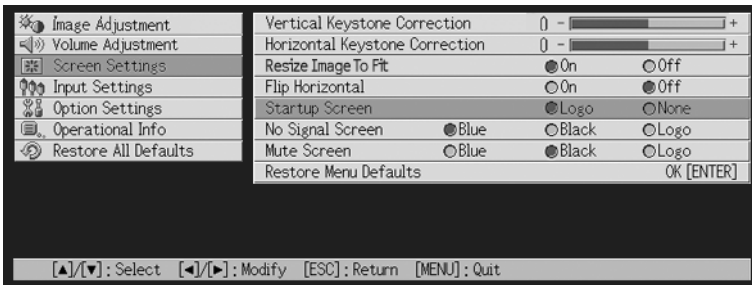 Image Adjustment
Volume Adjustment
Screen Settings
Input Settings
Option Settings
Operational Info
Restore All Defaults
Vertical Keystone Correction 0 - +
Horizontal Keystone Correction 0 - +
Resize Image To Fit On Off
Flip Horizontal On Off
Startup Screen Logo None
No Signal Screen Blue Black Logo
Mute Screen Blue Black Logo
Restore Menu Defaults OK [ENTER]
[▲]/[▼] : Select [◄]/[►] : Modify [ESC] : Return [MENU] : Quit